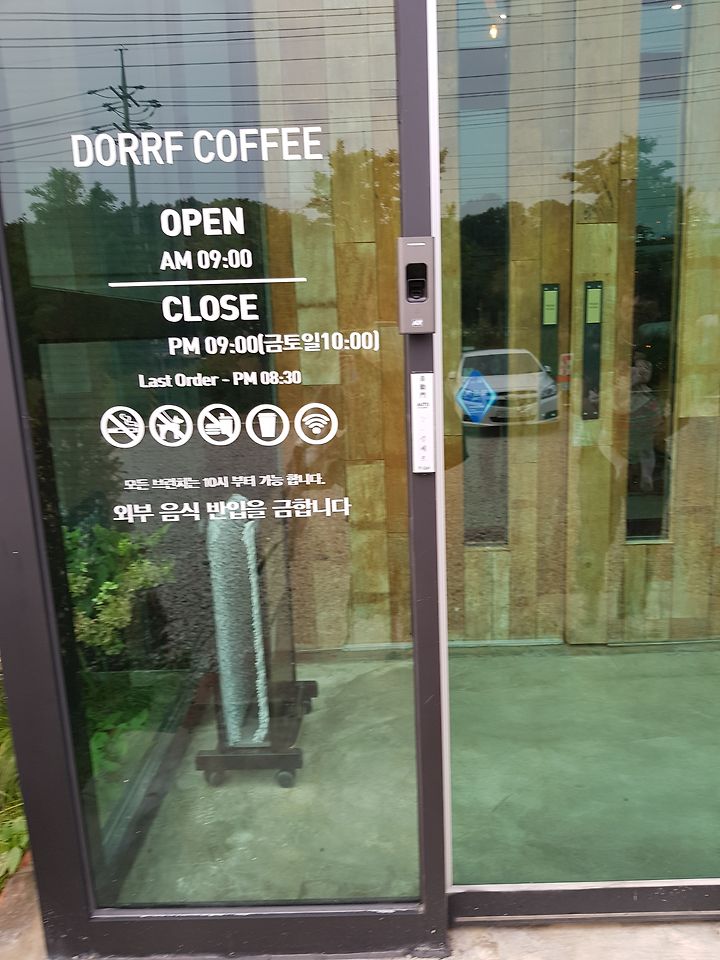 DORRF COFFEE
OPEN
AM 09:00
CLOSE
PM 09:00(금토일10:00)
Last Order - PM 08:30
모든 브런치는 10시 부터 가능 합니다.
외부 음식 반입을 금합니다